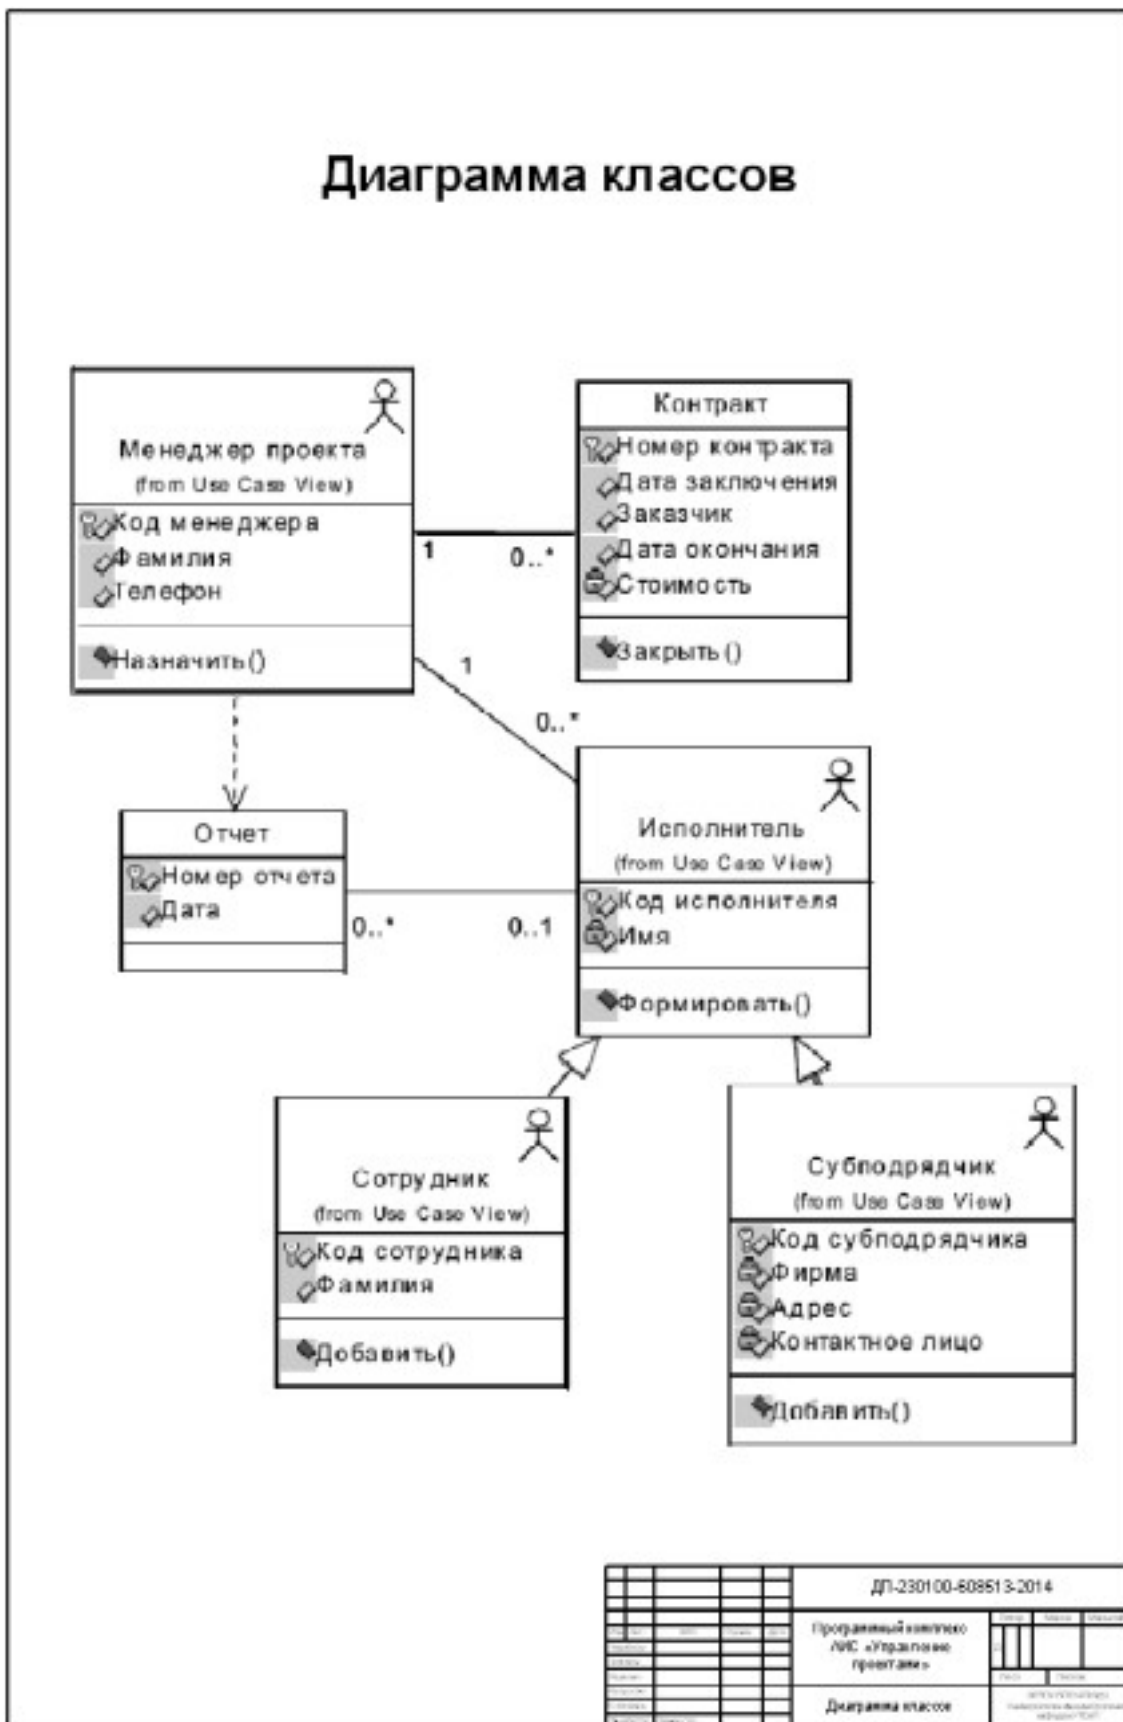 Диаграмма классов
Менеджер проекта
(from Use Case View)
Код менеджера
Фамилия
Телефон
Назначить()
Контракт
Номер контракта
Дата заключения
Заказчик
Дата окончания
Стоимость
Закрыть()
1
0..*
1
0..*
Отчет
Номер отчета
Дата
0..*
0..1
Исполнитель
(from Use Case View)
Код исполнителя
Имя
Формировать()
Сотрудник
(from Use Case View)
Код сотрудника
Фамилия
Добавить()
Субподрядчик
(from Use Case View)
Код субподрядчика
Фирма
Адрес
Контактное лицо
Добавить()
ДП-230100-608513-2014
Программный комплекс
АИС «Управление
проектами»
Диаграмма классов